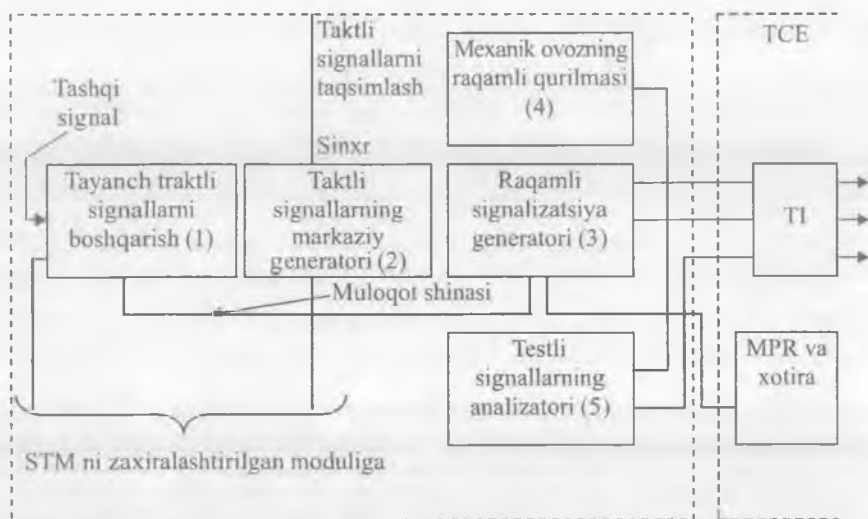 Taktli
signallarni
taqsimlash
Mexanik ovozning
raqamli qurilmasi
(4)
TCE
Tashqi
signal
Sinxr
Tayanch traktli
signallarni
boshqarish (1)
Taktli
signallarning
markaziy
generatori (2)
Raqamli
signalizatsiya
generatori (3)
TI
Muloqot shinasi
Testli
signallarning
analizatori (5)
MPR va
xotira
STM ni zaxiralashtirilgan moduliga